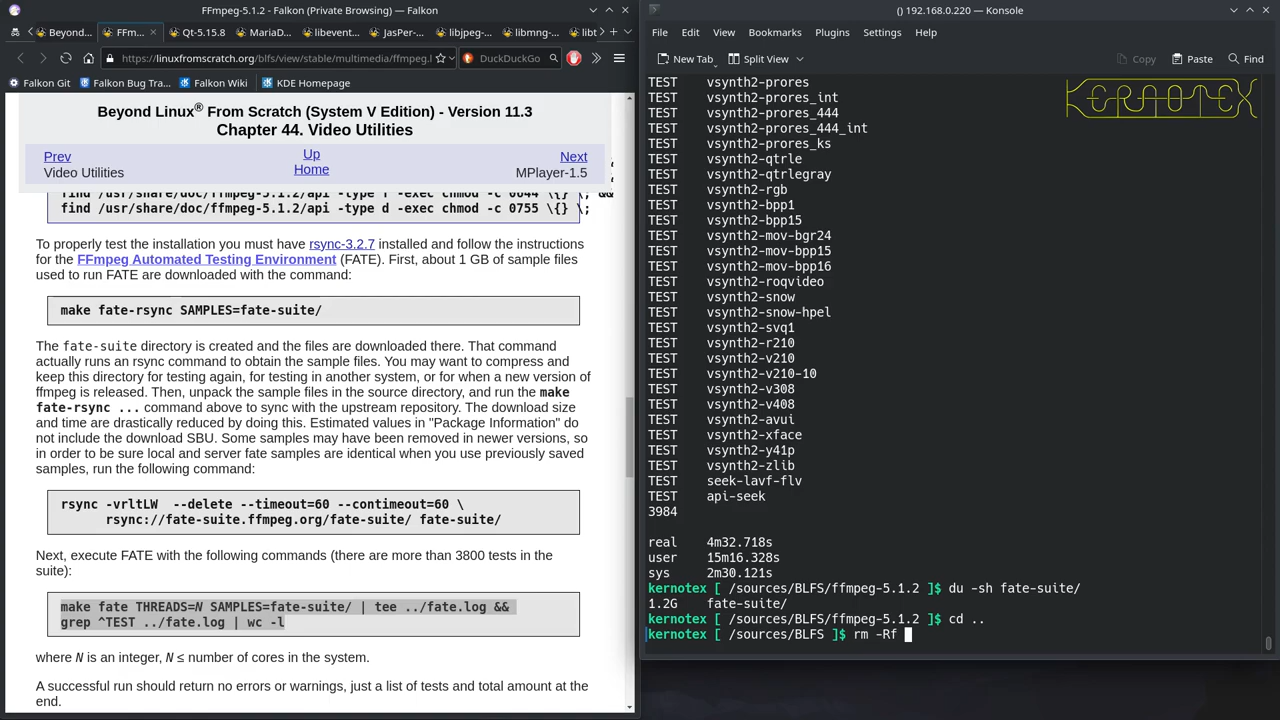 FFmpeg-5.1.2 - Falkon (Private Browsing) — Falkon
Beyond...
FFm...
Qt-5.15.8
MariaD...
libevent...
JasPer-...
libjpeg-...
libmng-...
libt
https://linuxfromscratch.org/blfs/view/stable/multimedia/ffmpeg.l
DuckDuckGo
Falkon Git
Falkon Bug Tra...
Falkon Wiki
KDE Homepage
Beyond Linux® From Scratch (System V Edition) - Version 11.3
Chapter 44. Video Utilities
Prev
Up
Next
Video Utilities
Home
MPlayer-1.5
find /usr/share/doc/ffmpeg-5.1.2/api -type f -exec chmod -c 0644 \{} \; &&
find /usr/share/doc/ffmpeg-5.1.2/api -type d -exec chmod -c 0755 \{} \;
To properly test the installation you must have rsync-3.2.7 installed and follow the instructions
for the FFmpeg Automated Testing Environment (FATE). First, about 1 GB of sample files
used to run FATE are downloaded with the command:
make fate-rsync SAMPLES=fate-suite/
The fate-suite directory is created and the files are downloaded there. That command
actually runs an rsync command to obtain the sample files. You may want to compress and
keep this directory for testing again, for testing in another system, or for when a new version of
ffmpeg is released. Then, unpack the sample files in the source directory, and run the make
fate-rsync ... command above to sync with the upstream repository. The download size
and time are drastically reduced by doing this. Estimated values in "Package Information" do
not include the download SBU. Some samples may have been removed in newer versions, so
in order to be sure local and server fate samples are identical when you use previously saved
samples, run the following command:
rsync -vrltLW  --delete --timeout=60 --contimeout=60 \
rsync://fate-suite.ffmpeg.org/fate-suite/ fate-suite/
Next, execute FATE with the following commands (there are more than 3800 tests in the
suite):
make fate THREADS=N SAMPLES=fate-suite/ | tee ../fate.log &&
grep ^TEST ../fate.log | wc -l
where N is an integer, N ≤ number of cores in the system.
A successful run should return no errors or warnings, just a list of tests and total amount at the
end.
() 192.168.0.220 — Konsole
File Edit View Bookmarks Plugins Settings Help
New Tab
Split View
Copy
Paste
Find
KERNOTEX
TEST vsynth2-prores
TEST vsynth2-prores_int
TEST vsynth2-prores_444
TEST vsynth2-prores_444_int
TEST vsynth2-prores_ks
TEST vsynth2-qtrle
TEST vsynth2-qtrlegray
TEST vsynth2-rgb
TEST vsynth2-bpp1
TEST vsynth2-bpp15
TEST vsynth2-mov-bgr24
TEST vsynth2-mov-bpp15
TEST vsynth2-mov-bpp16
TEST vsynth2-roqvideo
TEST vsynth2-snow
TEST vsynth2-snow-hpel
TEST vsynth2-svq1
TEST vsynth2-r210
TEST vsynth2-v210
TEST vsynth2-v210-10
TEST vsynth2-v308
TEST vsynth2-v408
TEST vsynth2-avui
TEST vsynth2-xface
TEST vsynth2-y41p
TEST vsynth2-zlib
TEST seek-lavf-flv
TEST api-seek
3984
real 4m32.718s
user 15m16.328s
sys 2m30.121s
kernotex [ /sources/BLFS/ffmpeg-5.1.2 ]$ du -sh fate-suite/
1.2G fate-suite/
kernotex [ /sources/BLFS/ffmpeg-5.1.2 ]$ cd ..
kernotex [ /sources/BLFS ]$ rm -Rf